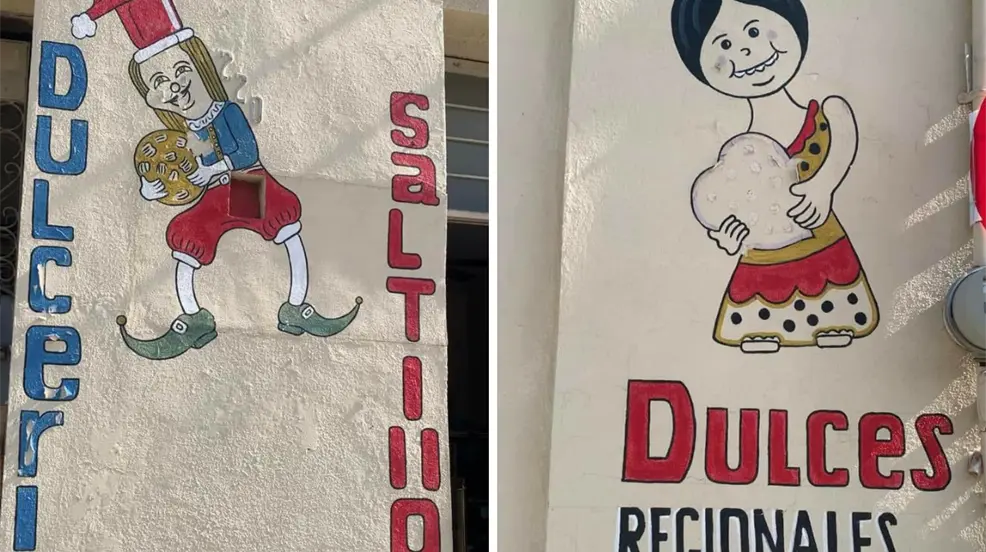 DULCERI
SALTILLO
DULCES
REGIONALES